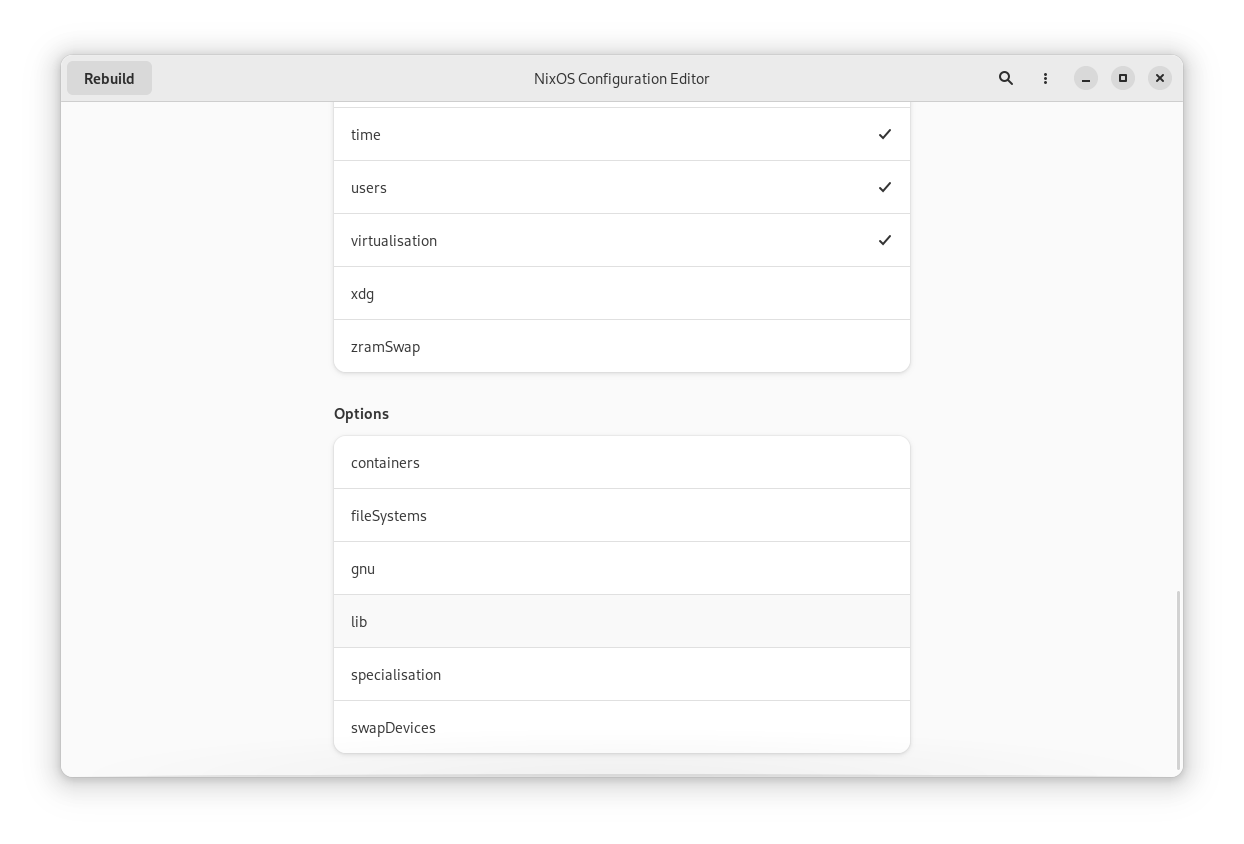 Rebuild
NixOS Configuration Editor
time
users
virtualisation
xdg
zramSwap
Options
containers
fileSystems
gnu
lib
specialisation
swapDevices